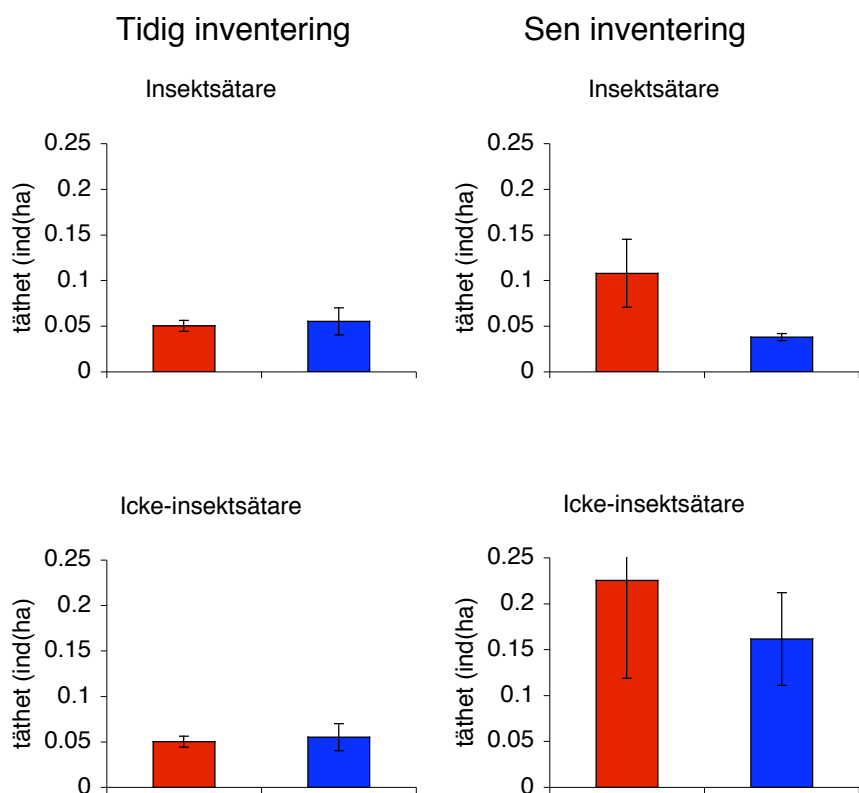 Tidig inventering
Sen inventering
Insektsätare
Insektsätare
täthet (ind(ha)
0.25
0.2
0.15
0.1
0.05
0
täthet (ind(ha)
0.25
0.2
0.15
0.1
0.05
0
Icke-insektsätare
Icke-insektsätare
täthet (ind(ha)
0.25
0.2
0.15
0.1
0.05
0
täthet (ind(ha)
0.25
0.2
0.15
0.1
0.05
0